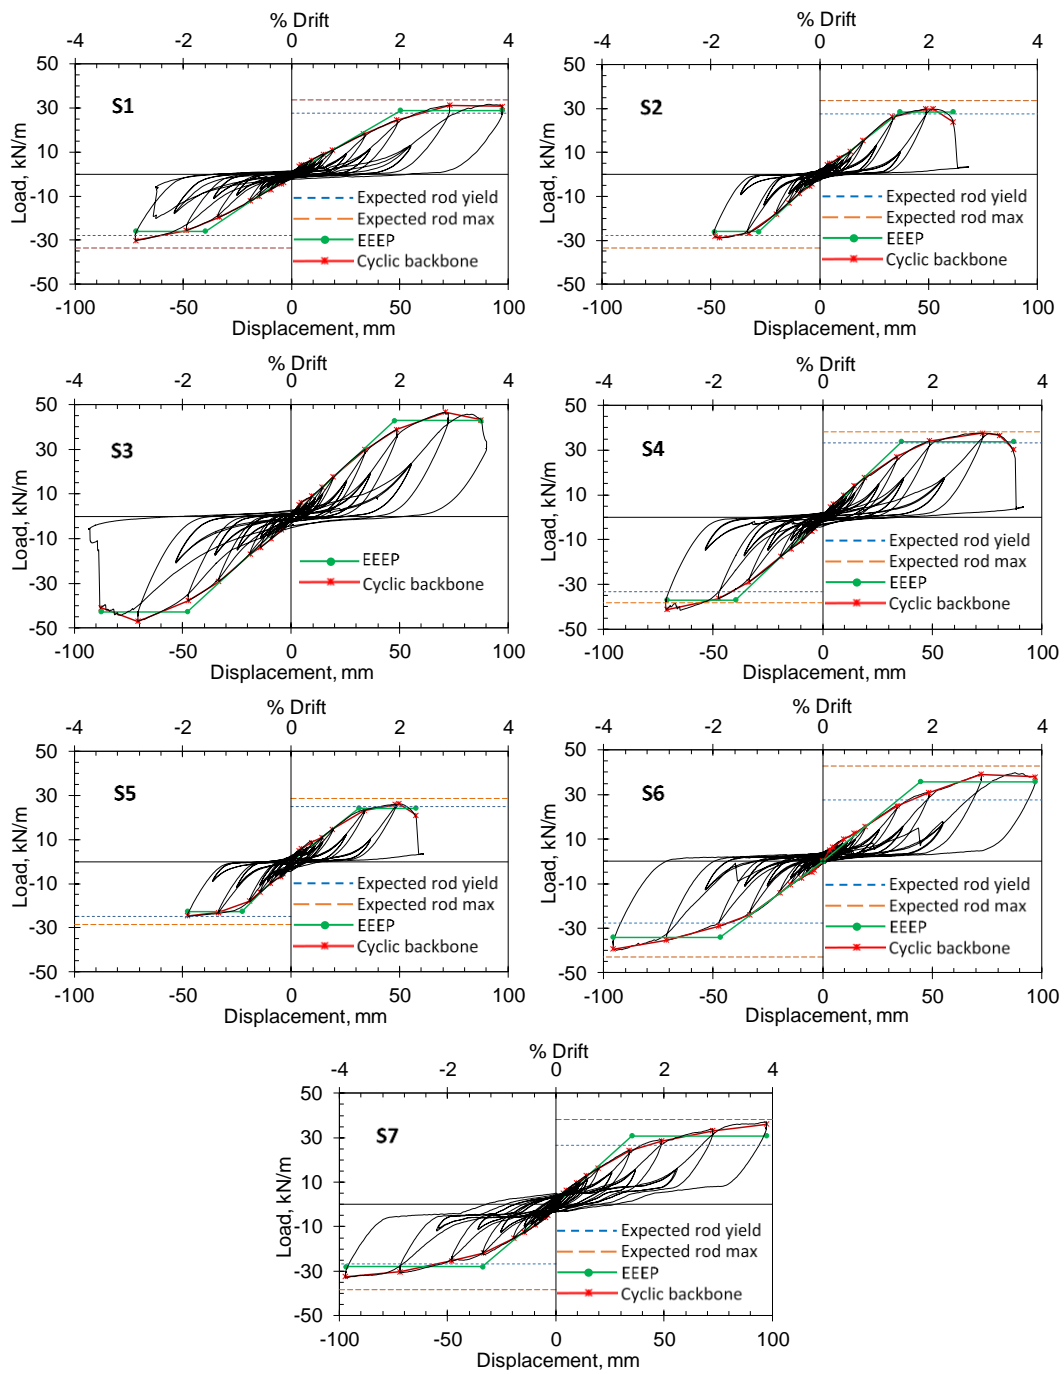 % Drift
-4 -2 0 2 4
50
30
10
-10
-30
-50
Load, kN/m
S1
Expected rod yield
Expected rod max
EEEP
Cyclic backbone
-100 -50 0 50 100
Displacement, mm
% Drift
-4 -2 0 2 4
50
30
10
-10
-30
-50
Load, kN/m
S2
Expected rod yield
Expected rod max
EEEP
Cyclic backbone
-100 -50 0 50 100
Displacement, mm
% Drift
-4 -2 0 2 4
50
30
10
-10
-30
-50
Load, kN/m
S3
EEEP
Cyclic backbone
-100 -50 0 50 100
Displacement, mm
% Drift
-4 -2 0 2 4
50
30
10
-10
-30
-50
Load, kN/m
S4
Expected rod yield
Expected rod max
EEEP
Cyclic backbone
-100 -50 0 50 100
Displacement, mm
% Drift
-4 -2 0 2 4
50
30
10
-10
-30
-50
Load, kN/m
S5
Expected rod yield
Expected rod max
EEEP
Cyclic backbone
-100 -50 0 50 100
Displacement, mm
% Drift
-4 -2 0 2 4
50
30
10
-10
-30
-50
Load, kN/m
S6
Expected rod yield
Expected rod max
EEEP
Cyclic backbone
-100 -50 0 50 100
Displacement, mm
% Drift
-4 -2 0 2 4
50
30
10
-10
-30
-50
Load, kN/m
S7
Expected rod yield
Expected rod max
EEEP
Cyclic backbone
-100 -50 0 50 100
Displacement, mm